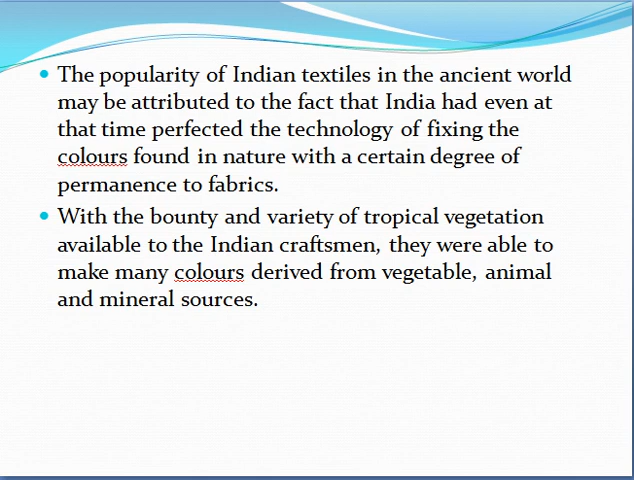 • The popularity of Indian textiles in the ancient world
may be attributed to the fact that India had even at
that time perfected the technology of fixing the
colours found in nature with a certain degree of
permanence to fabrics.
• With the bounty and variety of tropical vegetation
available to the Indian craftsmen, they were able to
make many colours derived from vegetable, animal
and mineral sources.